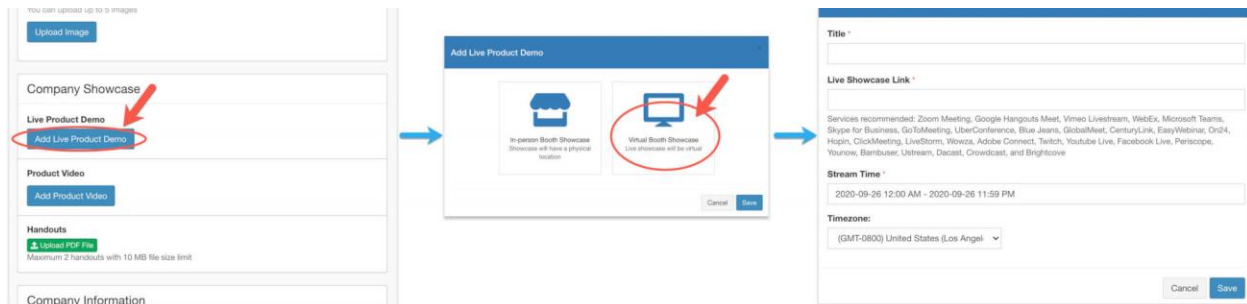 You can upload up to 5 images
Upload Image
Company Showcase
Live Product Demo
Add Live Product Demo
Product Video
Add Product Video
Handouts
Upload PDF File
Maximum 2 handouts with 10 MB file size limit
Company Information
Add Live Product Demo
In-person Booth Showcase
Showcase will have a physical
location
Virtual Booth Showcase
Live showcase will be virtual
Cancel
Save
Title *
Live Showcase Link *
Services recommended: Zoom Meeting, Google Hangouts Meet, Vimeo Livestream, WebEx, Microsoft Teams,
Skype for Business, GoToMeeting, UberConference, Blue Jeans, GlobalMeet, CenturyLink, EasyWebinar, On24,
Hopin, ClickMeeting, LiveStorm, Wowza, Adobe Connect, Twitch, Youtube Live, Facebook Live, Periscope,
Younow, Bambuser, Ustream, Dacast, Crowdcast, and Brightcove
Stream Time *
2020-09-26 12:00 AM - 2020-09-26 11:59 PM
Timezone:
(GMT-0800) United States (Los Angel
Cancel
Save